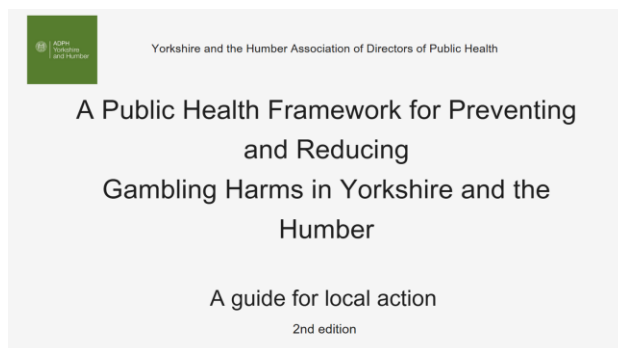 ADPH
Yorkshire
and Humber
Yorkshire and the Humber Association of Directors of Public Health
A Public Health Framework for Preventing
and Reducing
Gambling Harms in Yorkshire and the
Humber
A guide for local action
2nd edition